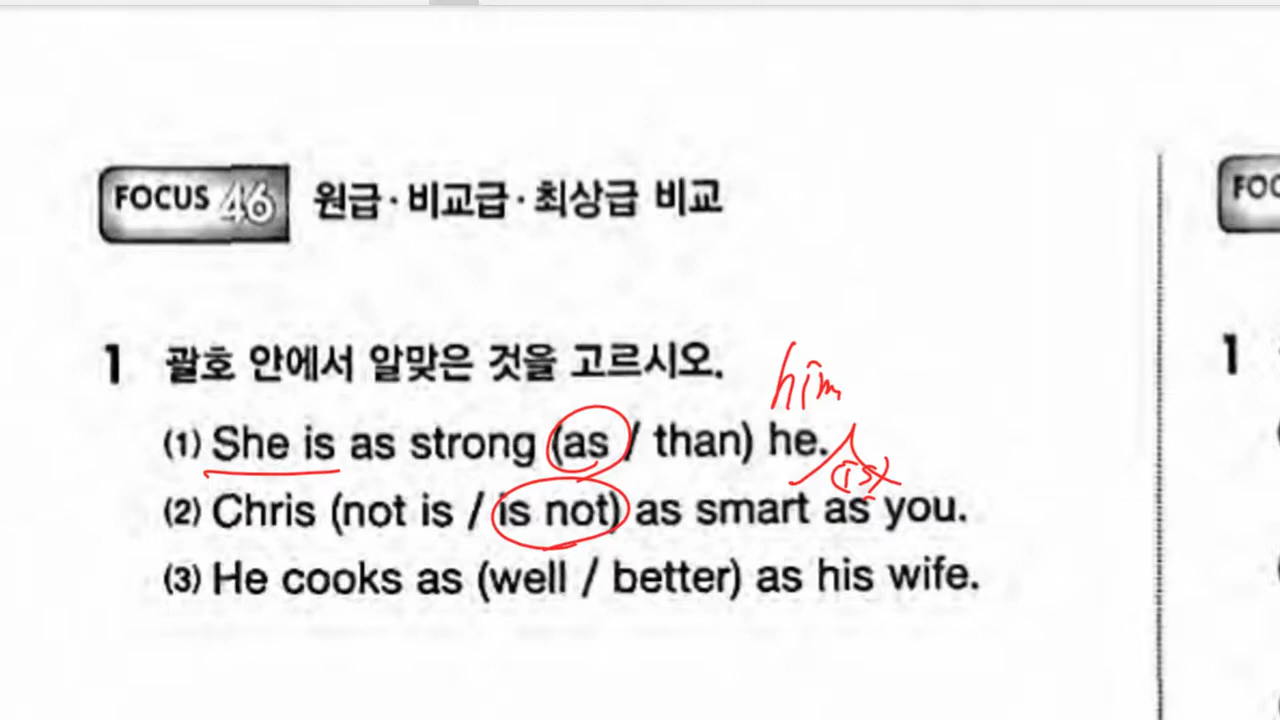 FOCUS 46 원급·비교급·최상급 비교
1 괄호 안에서 알맞은 것을 고르시오.
him
(1) She is as strong (as / than) he.
(is)
(2) Chris (not is / is not) as smart as you.
(3) He cooks as (well / better) as his wife.
FOC
1